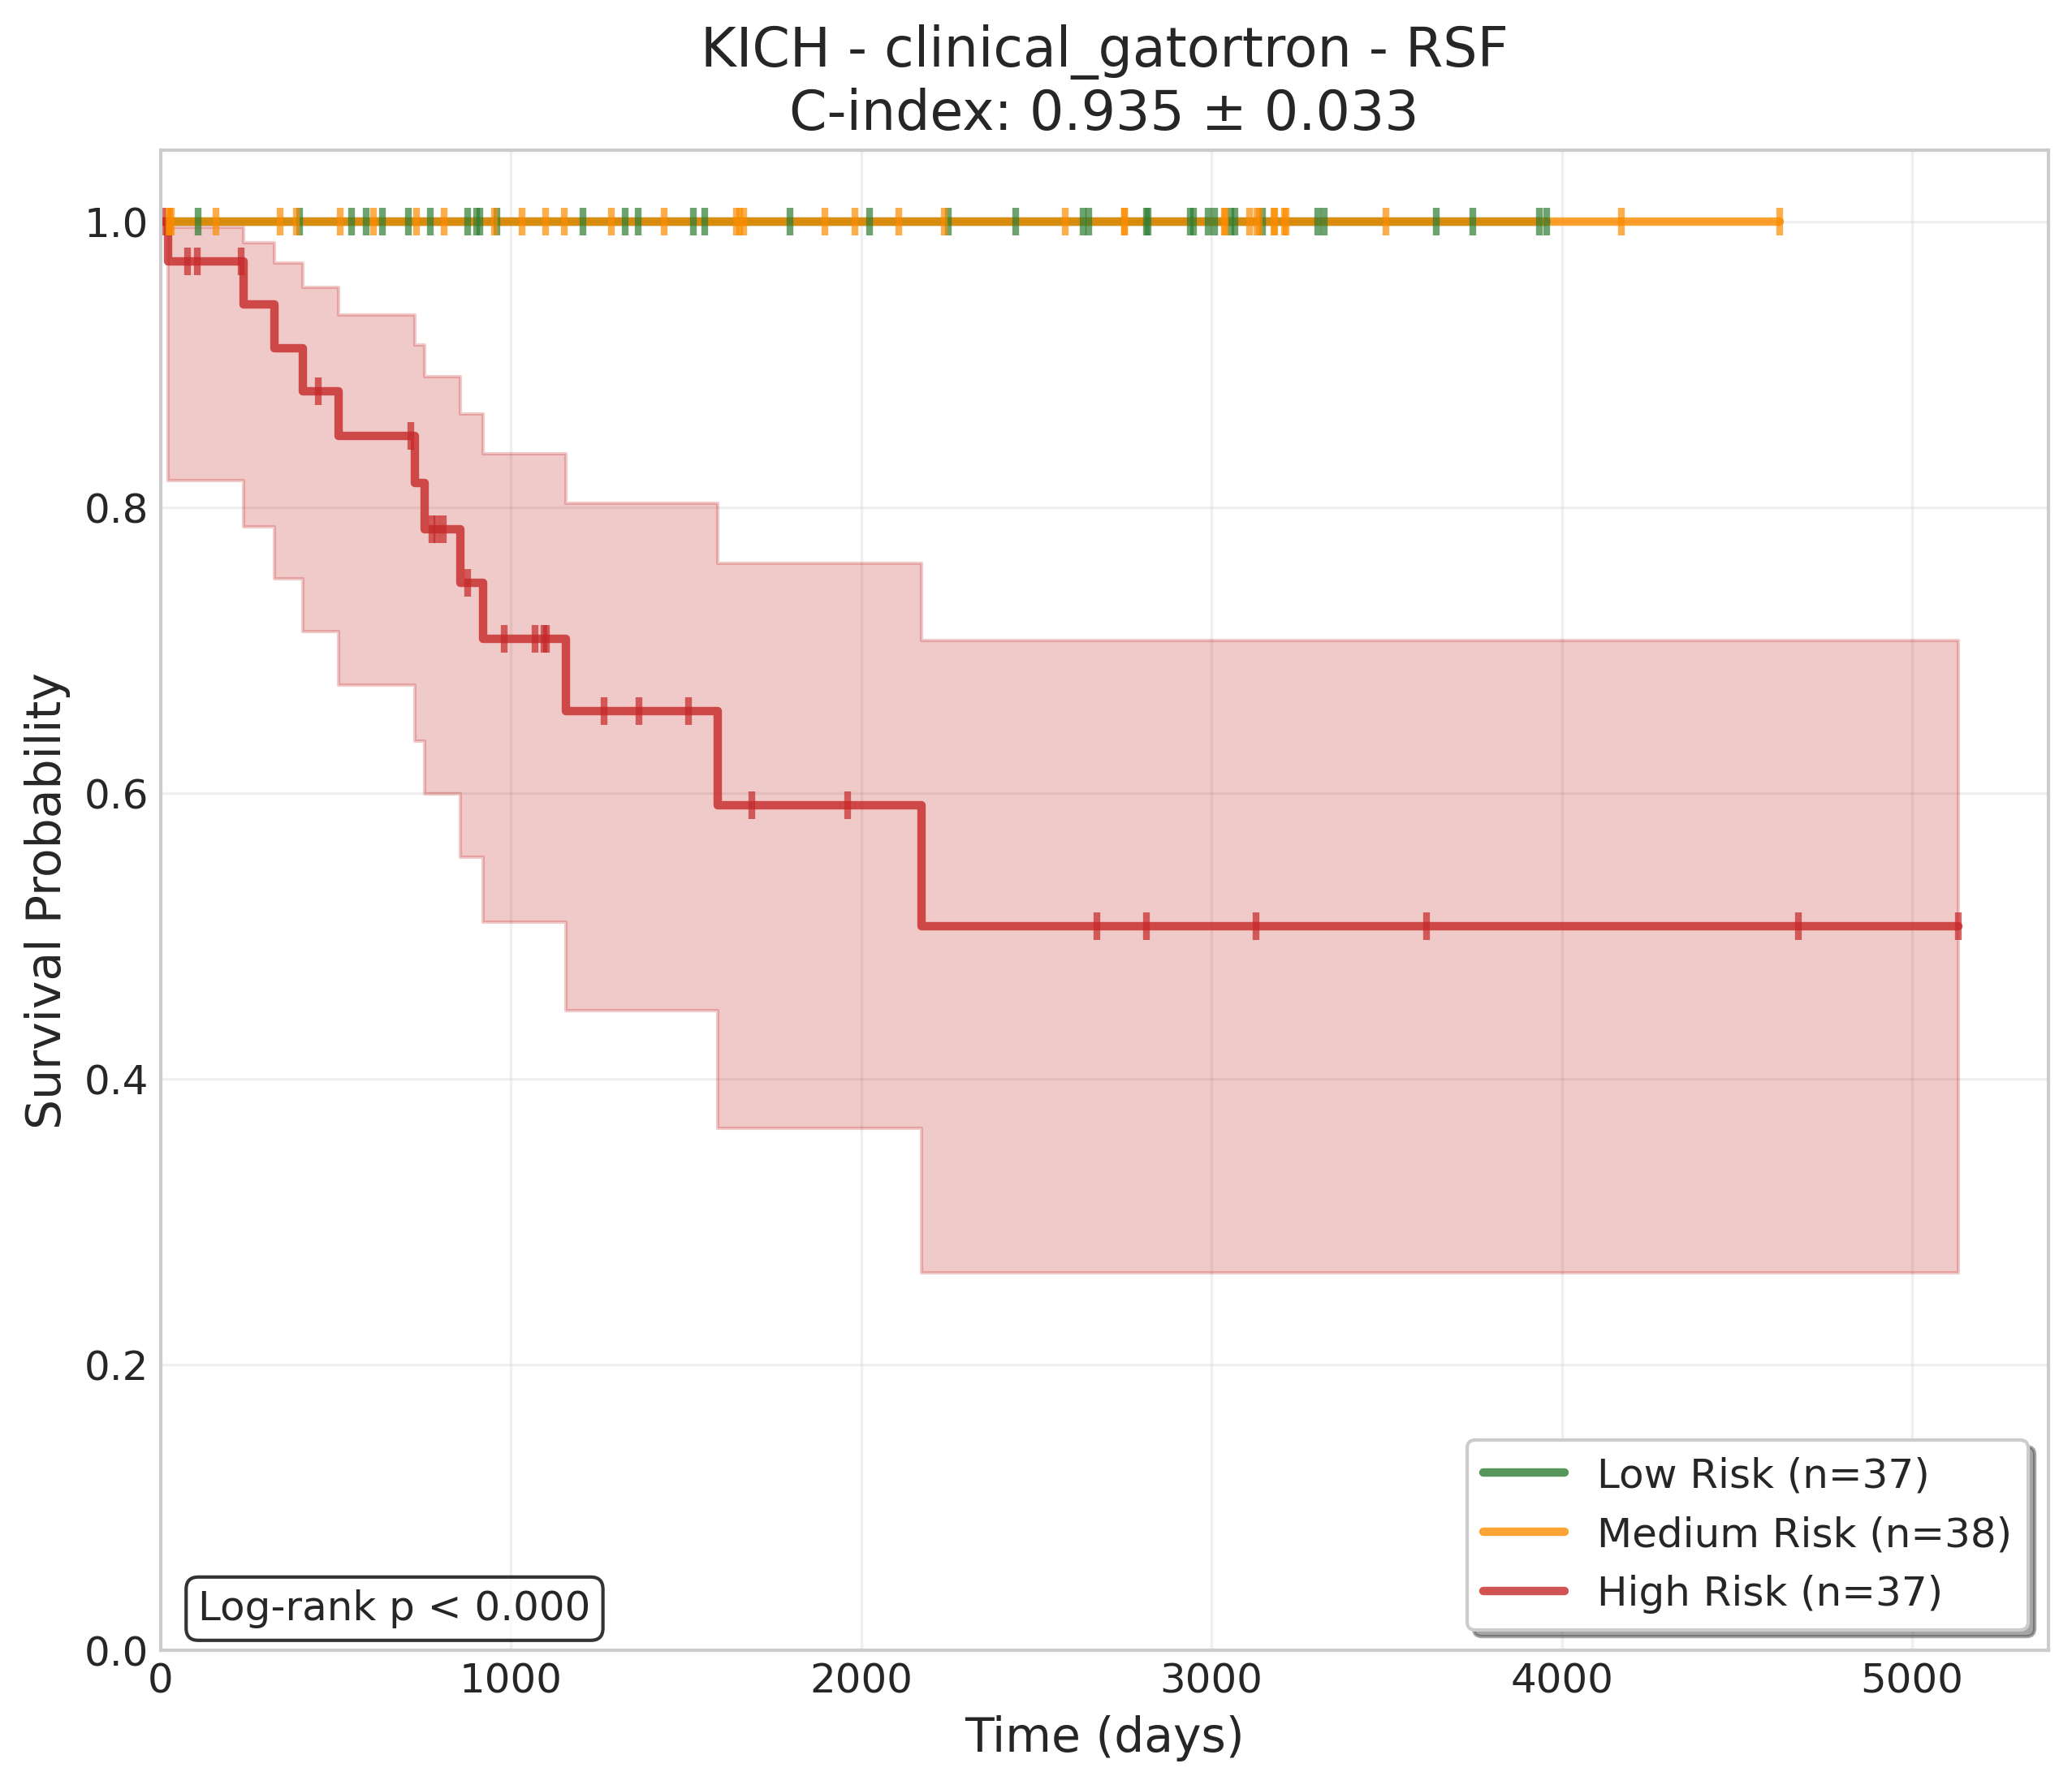 KICH - clinical_gatortron - RSF
C-index: 0.935 ± 0.033
Survival Probability
1.0
0.8
0.6
0.4
0.2
0.0
0 1000 2000 3000 4000 5000
Time (days)
Log-rank p < 0.000
Low Risk (n=37)
Medium Risk (n=38)
High Risk (n=37)